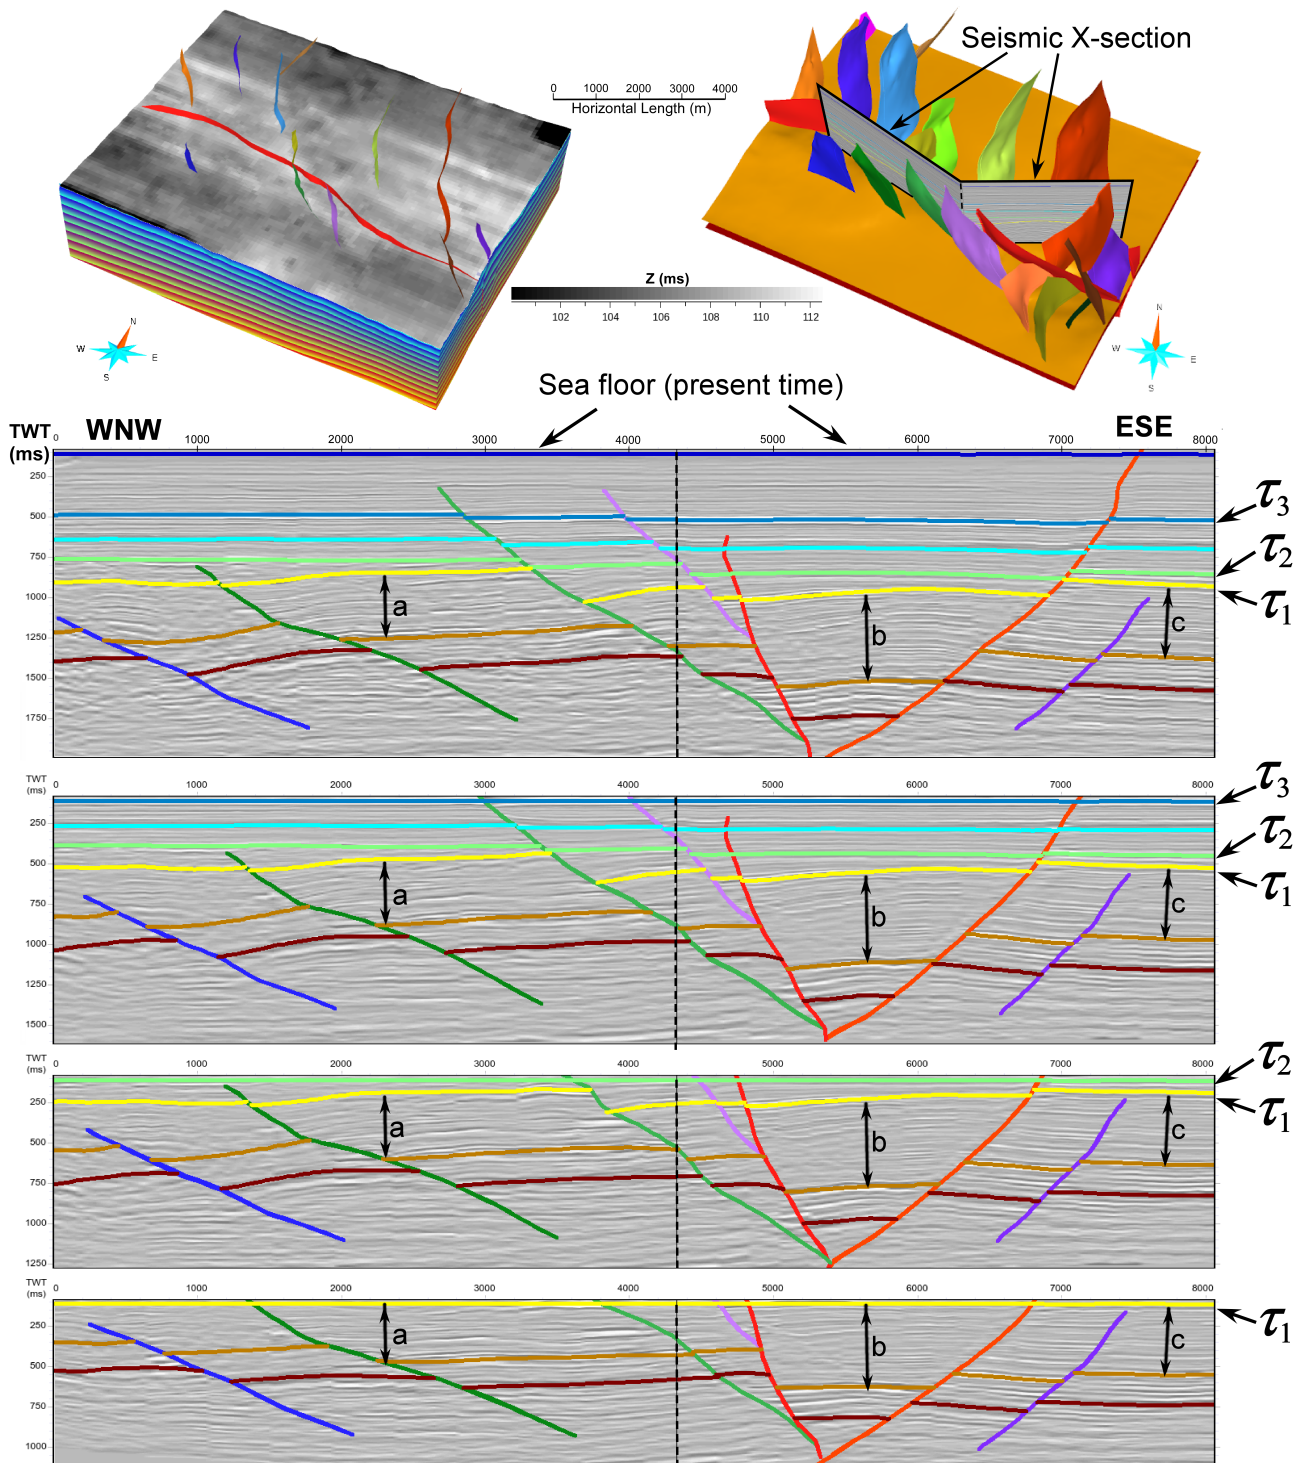 Seismic X-section
0 1000 2000 3000 4000
Horizontal Length (m)
Z (ms)
102 104 106 108 110 112
N
W E
S
N
W E
S
Sea floor (present time)
TWT (ms)
WNW
ESE
0 1000 2000 3000 4000 5000 6000 7000 8000
250
500
750
1000
1250
1500
1750
a
b
c
τ3
τ2
τ1
TWT (ms)
0 1000 2000 3000 4000 5000 6000 7000 8000
250
500
750
1000
1250
1500
a
b
c
τ3
τ2
τ1
TWT (ms)
0 1000 2000 3000 4000 5000 6000 7000 8000
250
500
750
1000
1250
a
b
c
τ2
τ1
TWT (ms)
0 1000 2000 3000 4000 5000 6000 7000 8000
250
500
750
1000
a
b
c
τ1